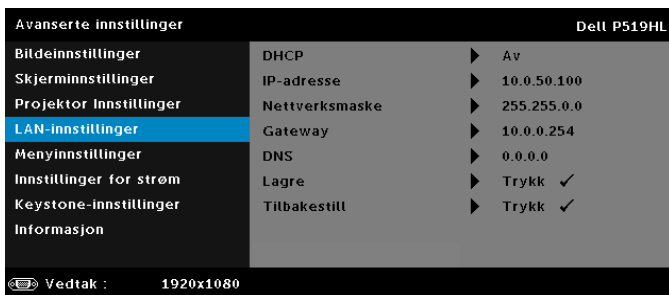 Avanserte innstillinger Dell P519HL
Bildeinnstillinger
Skjerminnstillinger
Projektor Innstillinger
LAN-innstillinger
Menyinnstillinger
Innstillinger for strøm
Keystone-innstillinger
Informasjon
DHCP Av
IP-adresse 10.0.50.100
Nettverksmaske 255.255.0.0
Gateway 10.0.0.254
DNS 0.0.0.0
Lagre Trykk ✓
Tilbakestill Trykk ✓
Vedtak : 1920x1080